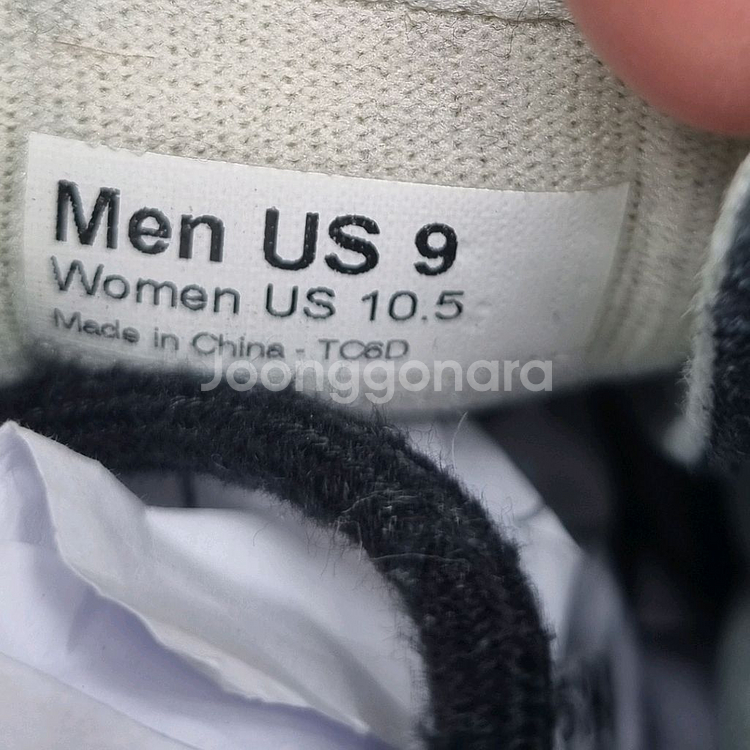 Men US 9
Women US 10.5
Made in China - TC6D
Joonggonara